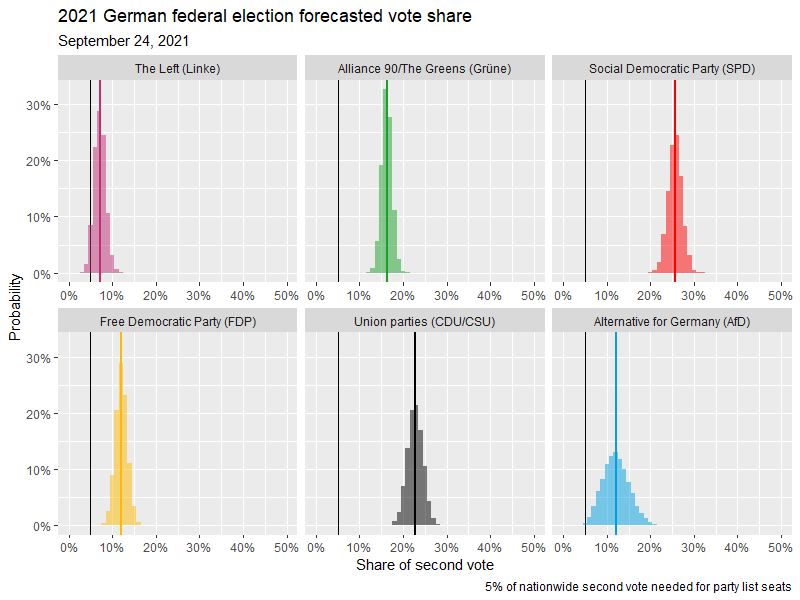 2021 German federal election forecasted vote share
September 24, 2021
The Left (Linke) Alliance 90/The Greens (Grüne) Social Democratic Party (SPD)
30%
20%
10%
0%
0% 10% 20% 30% 40% 50% 0% 10% 20% 30% 40% 50% 0% 10% 20% 30% 40% 50%
Probability
Free Democratic Party (FDP) Union parties (CDU/CSU) Alternative for Germany (AfD)
30%
20%
10%
0%
0% 10% 20% 30% 40% 50% 0% 10% 20% 30% 40% 50% 0% 10% 20% 30% 40% 50%
Share of second vote
5% of nationwide second vote needed for party list seats